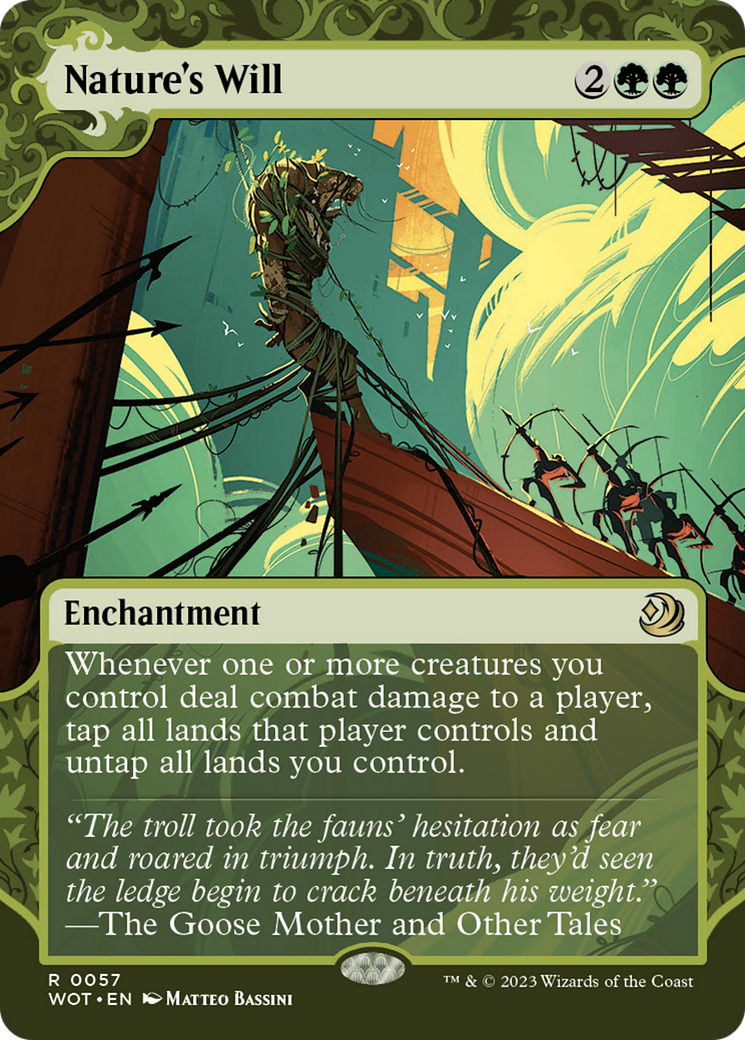 Nature's Will
2
Enchantment
Whenever one or more creatures you
control deal combat damage to a player,
tap all lands that player controls and
untap all lands you control.
“The troll took the fauns’ hesitation as fear
and roared in triumph. In truth, they’d seen
the ledge begin to crack beneath his weight.”
—The Goose Mother and Other Tales
R 0057
WOT • EN Matteo Bassini
™ & © 2023 Wizards of the Coast